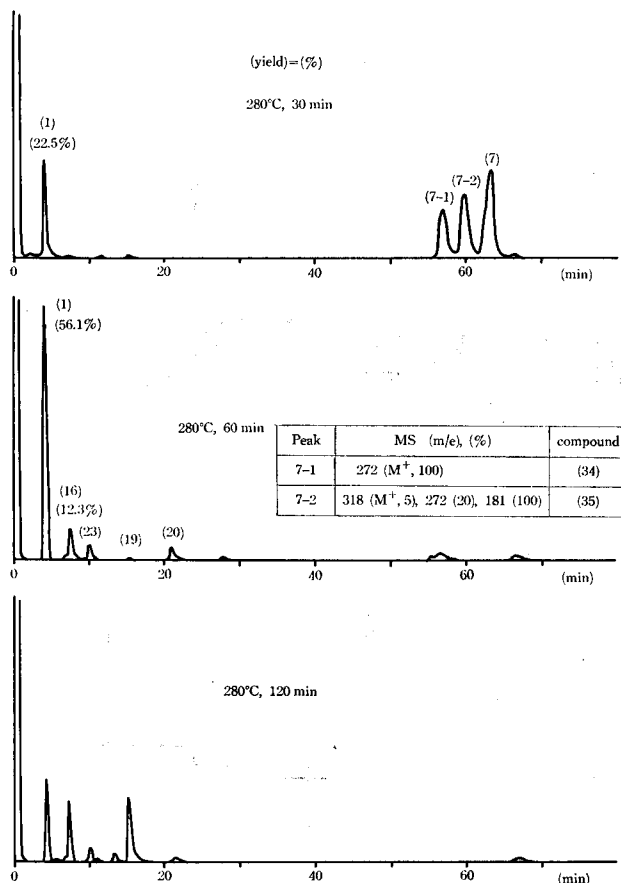 (yield)=(%)
280°C, 30 min
(1)
(22.5%)
(7)
(7-2)
(7-1)
0 20 40 60 (min)
(1)
(56.1%)
280°C, 60 min
Peak MS (m/e), (%) compound
7-1 272 (M⁺, 100) (34)
7-2 318 (M⁺, 5), 272 (20), 181 (100) (35)
(16)
(12.3%)
(23)
(19)
(20)
0 20 40 60 (min)
280°C, 120 min
0 20 40 60 (min)